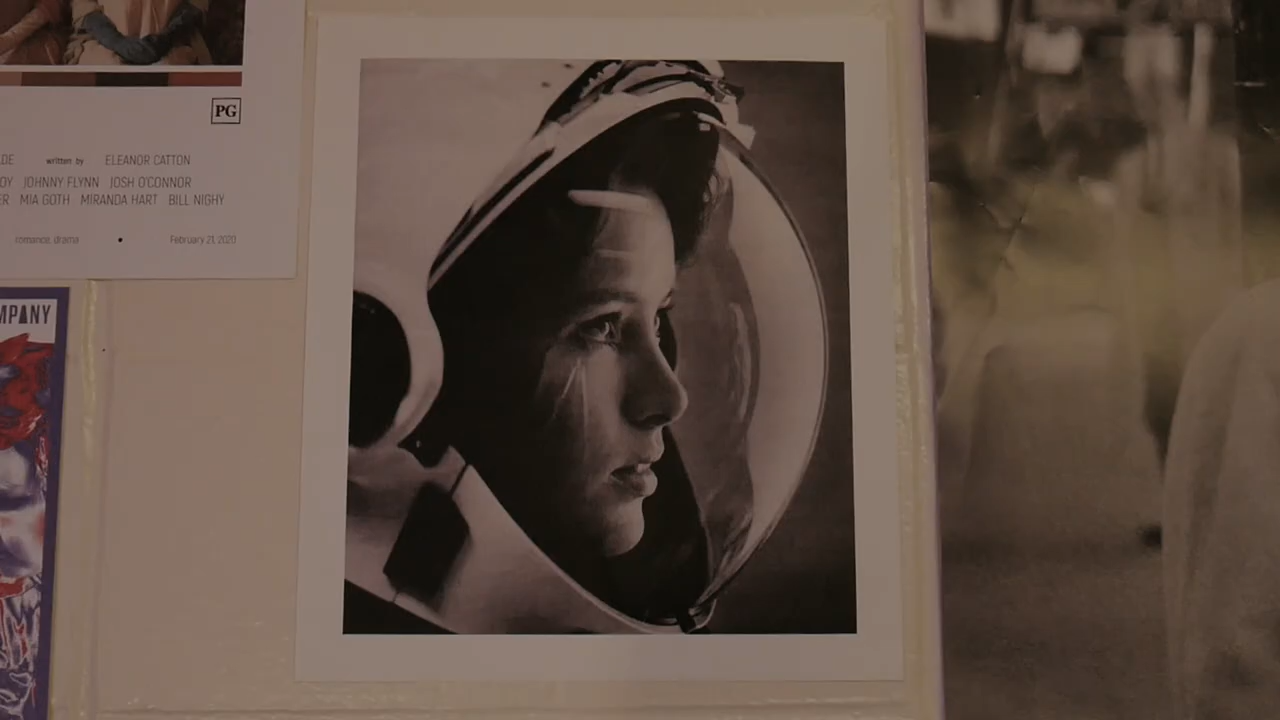 PG
written by ELEANOR CATTON
JOHNNY FLYNN JOSH O'CONNOR
MIA GOTH MIRANDA HART BILL NIGHY
romance, drama • February 21, 2020
MPANY